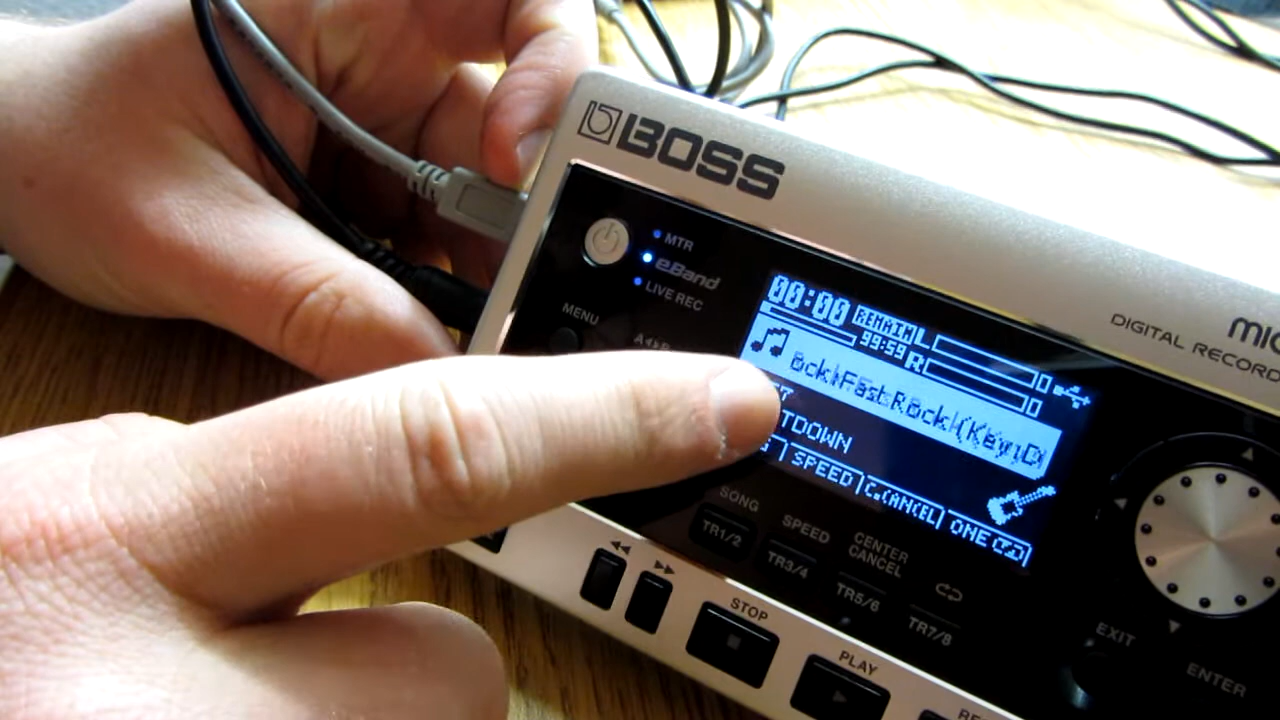 BOSS
MTR
eBand
LIVE REC
MENU
DIGITAL RECORD
00:00 REMAIN L
99:59 R
ock!Fast Rock!(Key:D
TDOWN
SPEED C.CANCEL ONE
SONG
SPEED
CENTER
CANCEL
TR1/2
TR3/4
TR5/6
TR7/8
STOP
PLAY
EXIT
ENTER